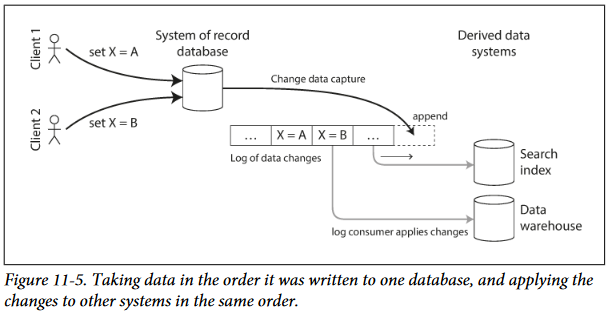 Client 1
set X = A
System of record
database
Derived data
systems
Change data capture
Client 2
set X = B
append
... X = A X = B ...
Log of data changes
Search
index
log consumer applies changes
Data
warehouse
Figure 11-5. Taking data in the order it was written to one database, and applying the
changes to other systems in the same order.